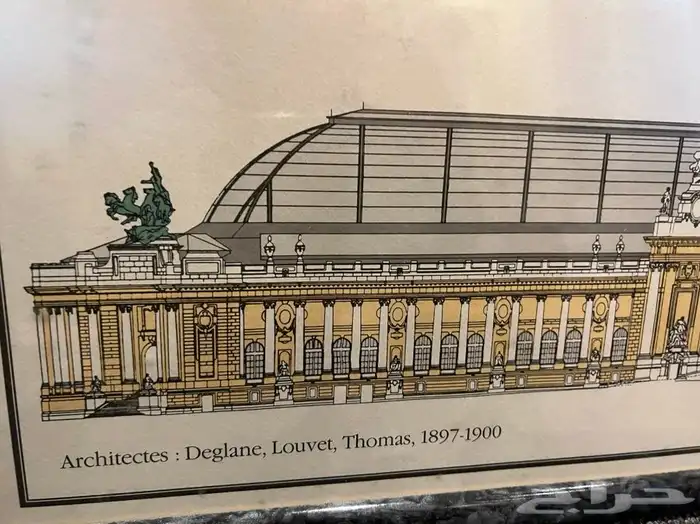 Architectes : Deglane, Louvet, Thomas, 1897-1900
حراج